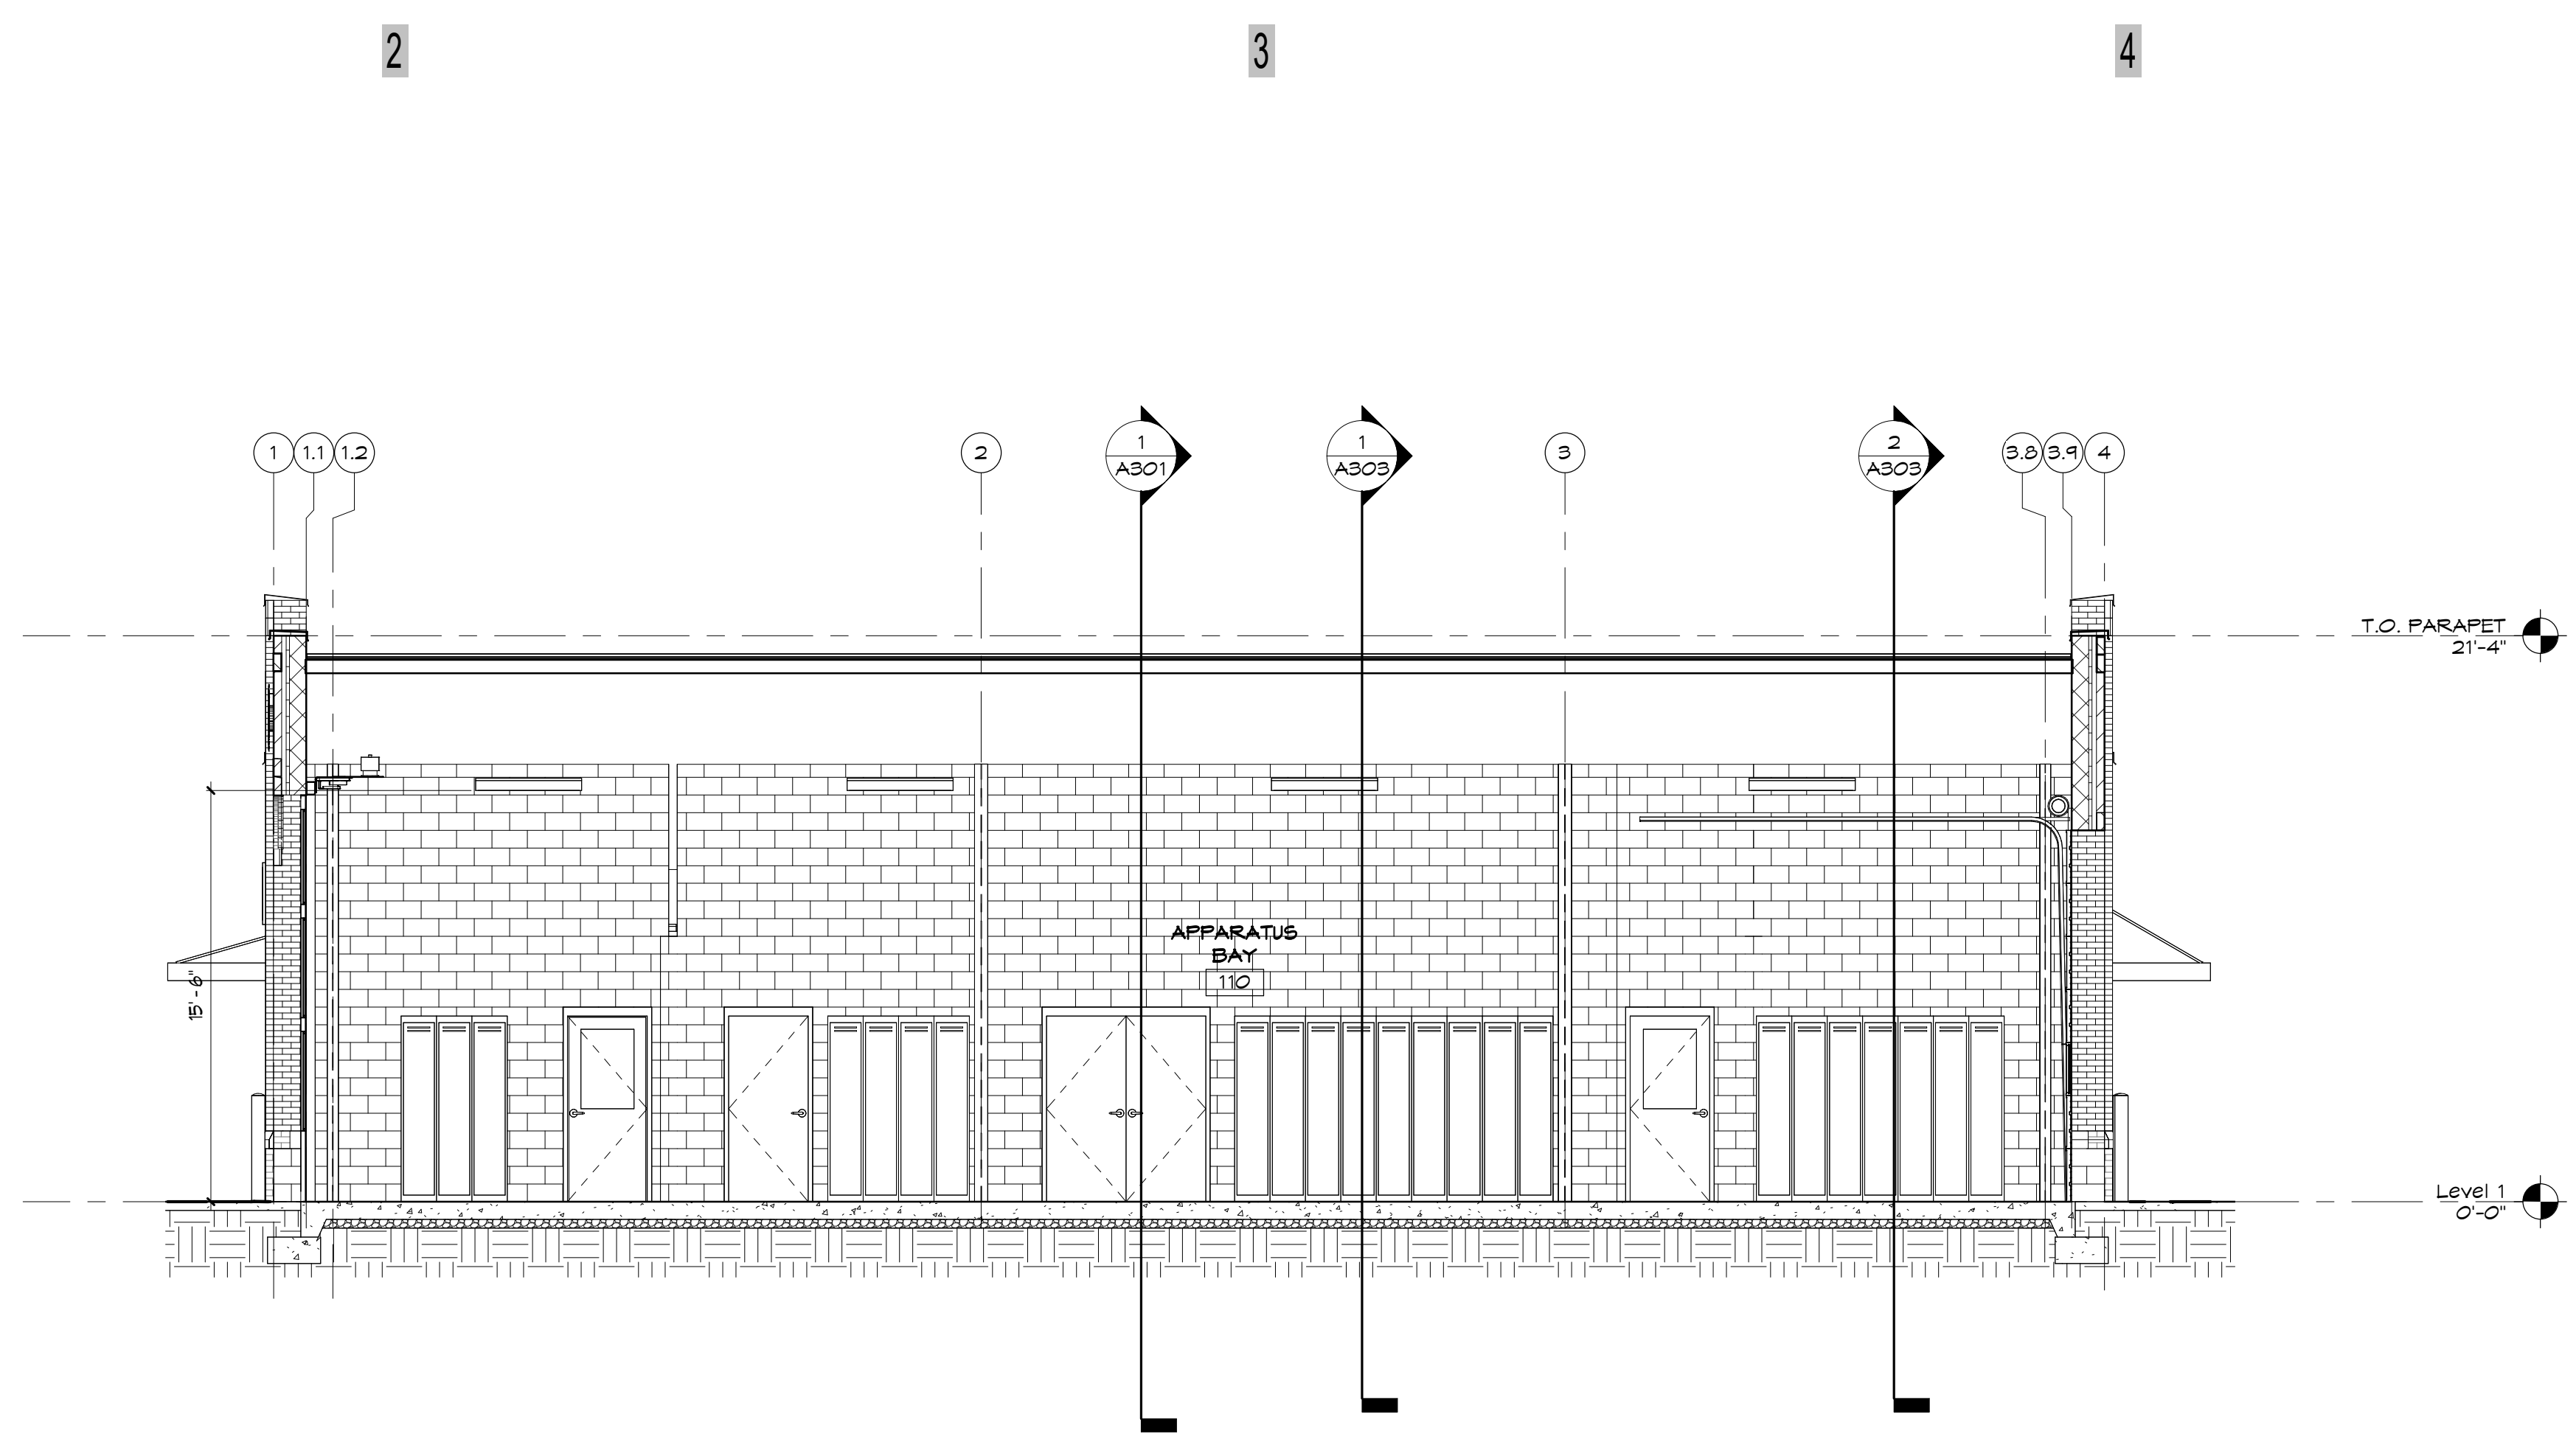 2 3 4
1 1.1 1.2 2 1 1 3 2 3.8 3.9 4
A301 A303 A303
T.O. PARAPET
21'-4"
APPARATUS
BAY
110
15' - 6"
Level 1
0'-0"